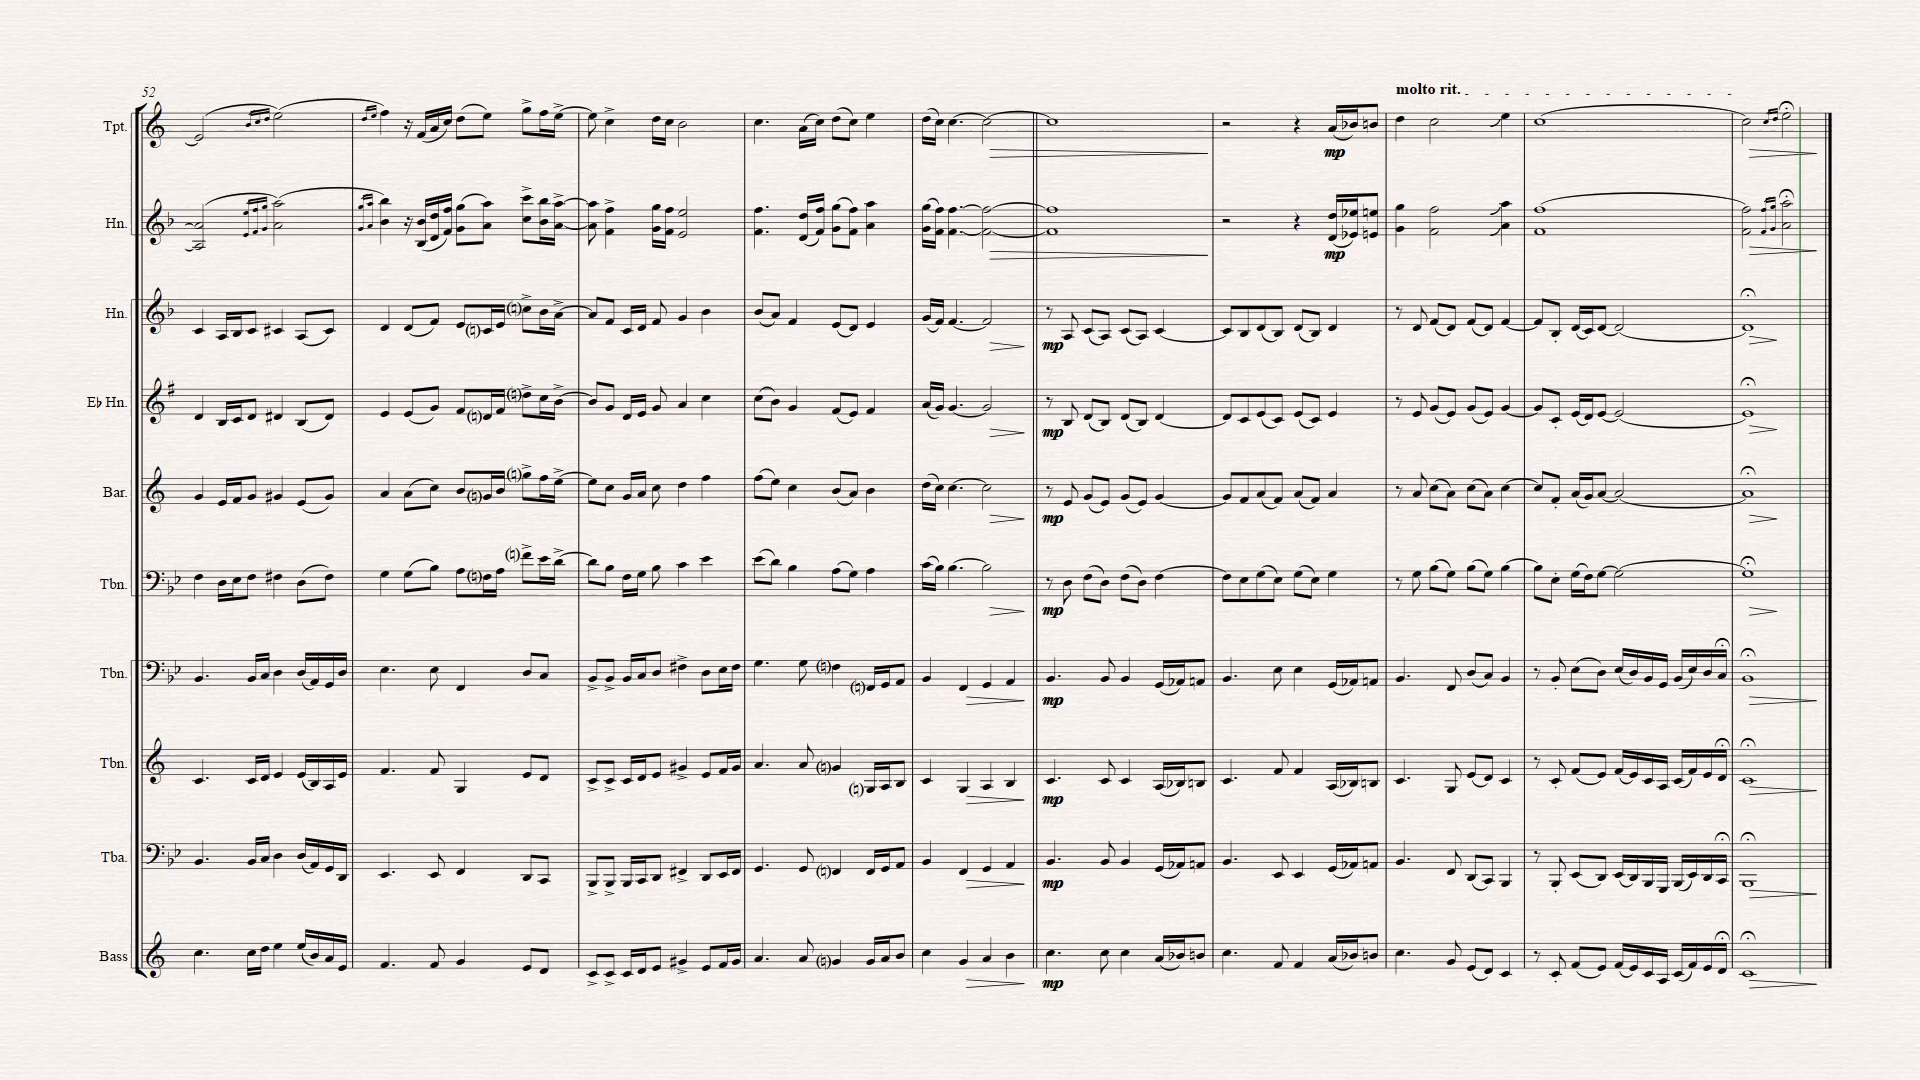 52
molto rit.
Tpt.
mp
Hn.
mp
Hn.
mp
E♭ Hn.
mp
Bar.
mp
Tbn.
mp
Tbn.
mp
Tbn.
mp
Tba.
mp
Bass
mp